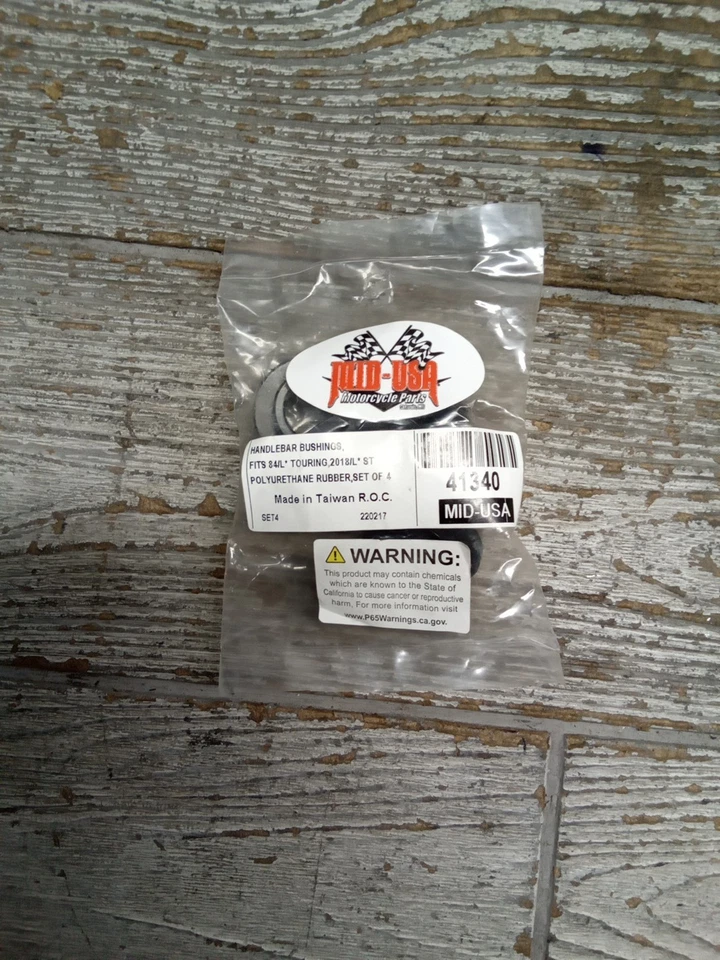 MID-USA
Motorcycle Parts
HANDLEBAR BUSHINGS,
FITS 84/L* TOURING,2018/L* ST
POLYURETHANE RUBBER,SET OF 4
Made in Taiwan R.O.C.
SET4 220217
41340
MID-USA
WARNING:
This product may contain chemicals
which are known to the State of
California to cause cancer or reproductive
harm, For more information visit
www.P65Warnings.ca.gov.